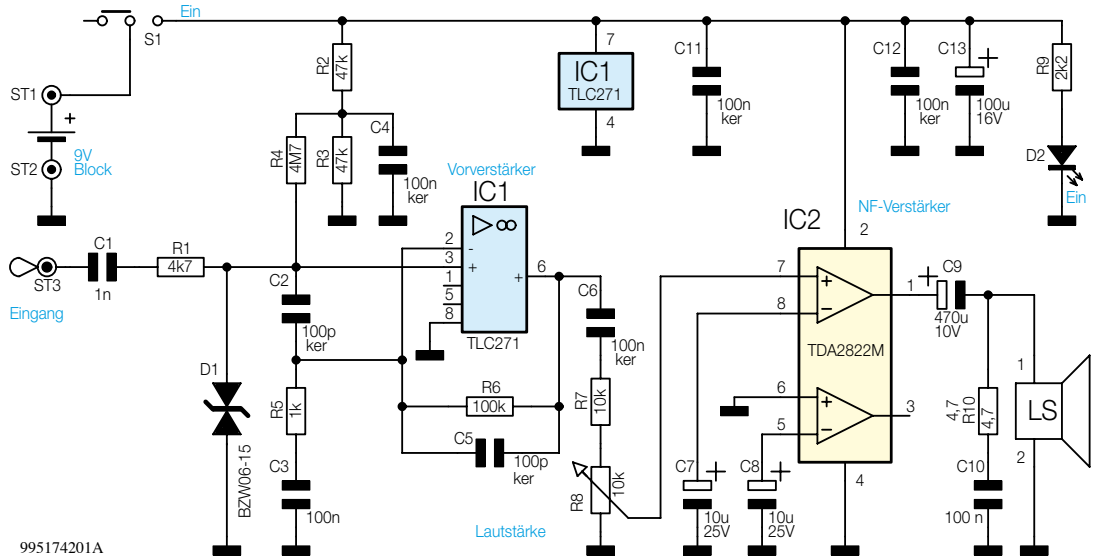 Ein
S1
ST1
+
9V
Block
ST2
R2
47k
R4
4M7
R3
47k
C4
100n
ker
7
IC1
TLC271
4
C11
100n
ker
C12
100n
ker
C13
+
100u
16V
R9
2k2
D2
Ein
Vorverstärker
IC1
8
2
-
3
+
1
5
8
+
6
TLC271
ST3
Eingang
C1
1n
R1
4k7
C2
100p
ker
D1
BZW06-15
R5
1k
C3
100n
R6
100k
C5
100p
ker
C6
100n
ker
R7
10k
R8
10k
Lautstärke
IC2
NF-Verstärker
2
7
+
8
−
1
TDA2822M
6
+
5
−
3
4
C7
+
10u
25V
C8
+
10u
25V
C9
+
470u
10V
4,7
R10
4,7
C10
100 n
1
LS
2
995174201A